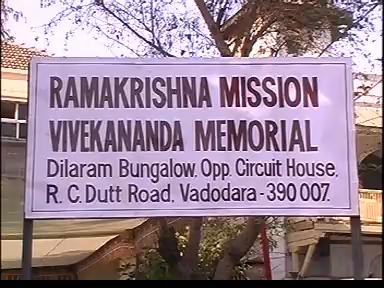 RAMAKRISHNA MISSION
VIVEKANANDA MEMORIAL
Dilaram Bungalow, Opp. Circuit House,
R. C. Dutt Road, Vadodara - 390 007.